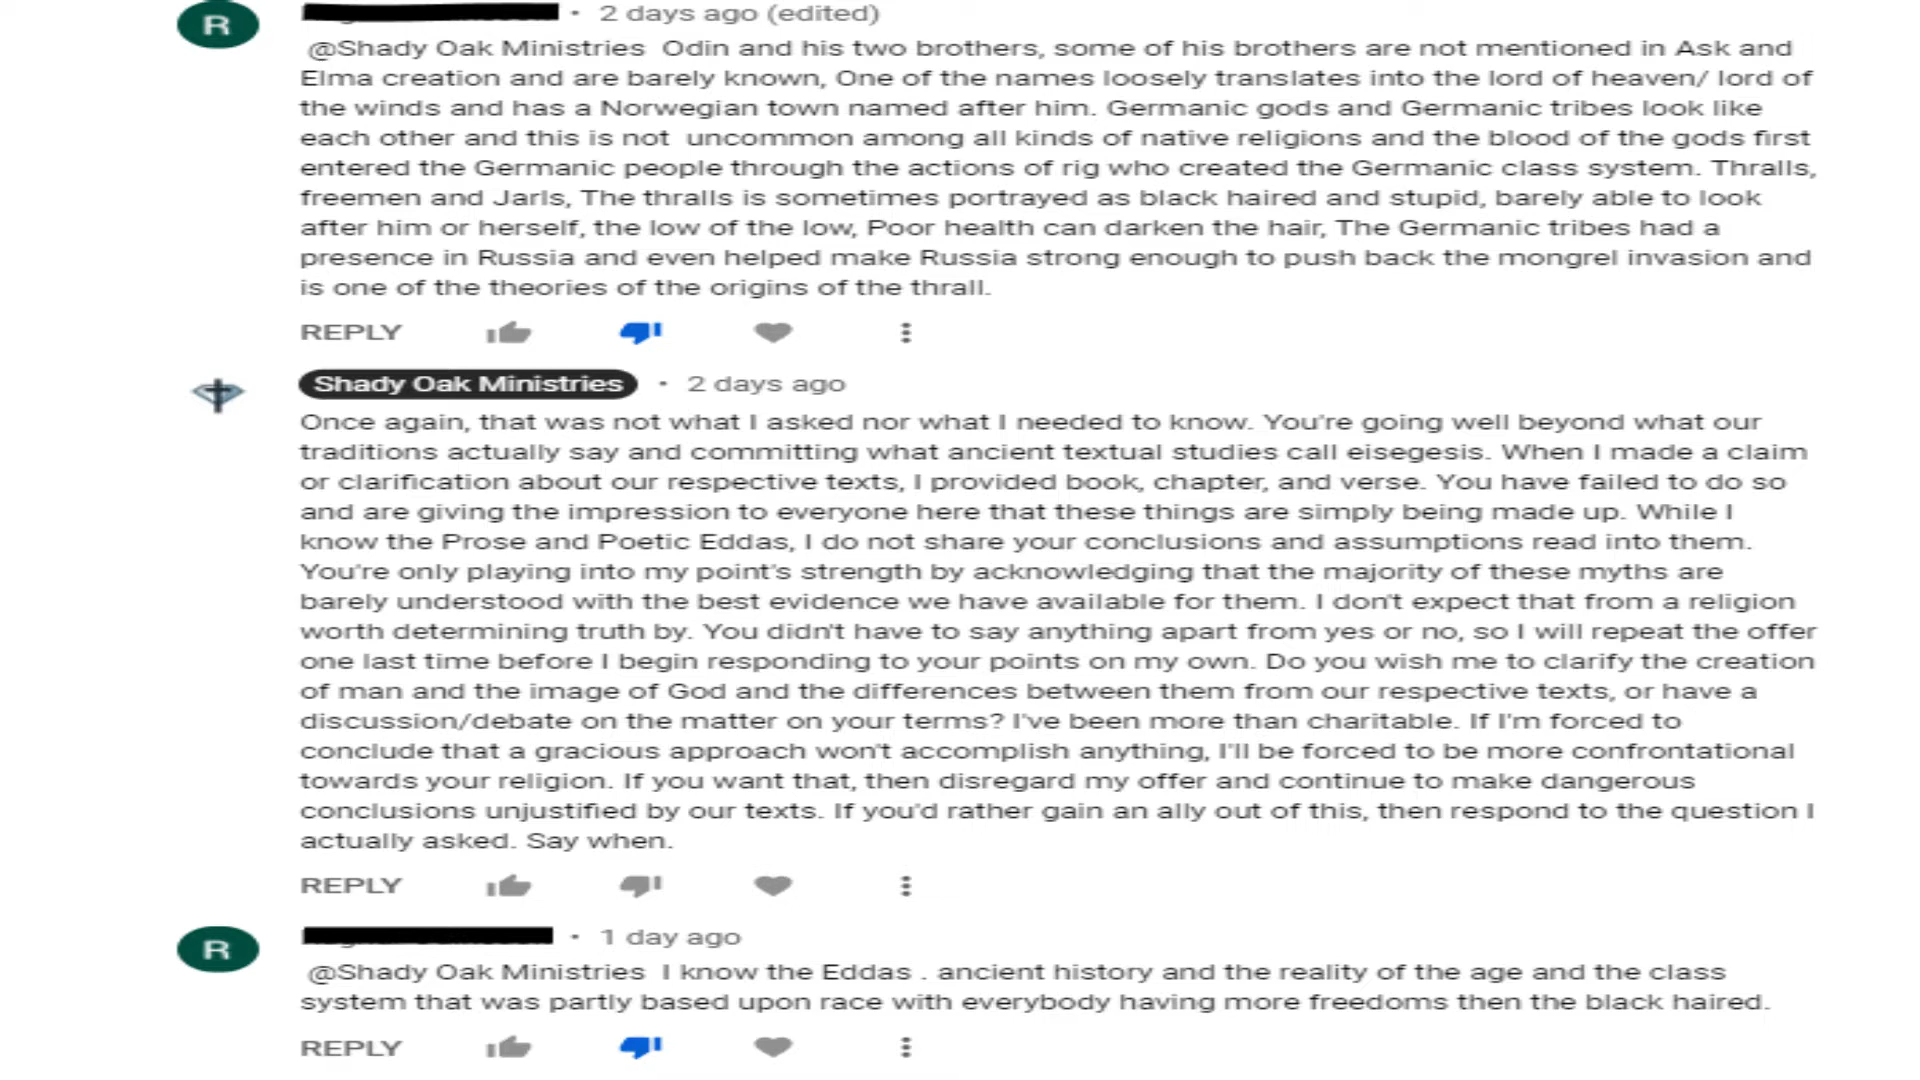 R
· 2 days ago (edited)
@Shady Oak Ministries Odin and his two brothers, some of his brothers are not mentioned in Ask and
Elma creation and are barely known, One of the names loosely translates into the lord of heaven/ lord of
the winds and has a Norwegian town named after him. Germanic gods and Germanic tribes look like
each other and this is not uncommon among all kinds of native religions and the blood of the gods first
entered the Germanic people through the actions of rig who created the Germanic class system. Thralls,
freemen and Jarls, The thralls is sometimes portrayed as black haired and stupid, barely able to look
after him or herself, the low of the low, Poor health can darken the hair, The Germanic tribes had a
presence in Russia and even helped make Russia strong enough to push back the mongrel invasion and
is one of the theories of the origins of the thrall.
REPLY
Shady Oak Ministries · 2 days ago
Once again, that was not what I asked nor what I needed to know. You're going well beyond what our
traditions actually say and committing what ancient textual studies call eisegesis. When I made a claim
or clarification about our respective texts, I provided book, chapter, and verse. You have failed to do so
and are giving the impression to everyone here that these things are simply being made up. While I
know the Prose and Poetic Eddas, I do not share your conclusions and assumptions read into them.
You're only playing into my point's strength by acknowledging that the majority of these myths are
barely understood with the best evidence we have available for them. I don't expect that from a religion
worth determining truth by. You didn't have to say anything apart from yes or no, so I will repeat the offer
one last time before I begin responding to your points on my own. Do you wish me to clarify the creation
of man and the image of God and the differences between them from our respective texts, or have a
discussion/debate on the matter on your terms? I've been more than charitable. If I'm forced to
conclude that a gracious approach won't accomplish anything, I'll be forced to be more confrontational
towards your religion. If you want that, then disregard my offer and continue to make dangerous
conclusions unjustified by our texts. If you'd rather gain an ally out of this, then respond to the question I
actually asked. Say when.
REPLY
R
· 1 day ago
@Shady Oak Ministries I know the Eddas . ancient history and the reality of the age and the class
system that was partly based upon race with everybody having more freedoms then the black haired.
REPLY